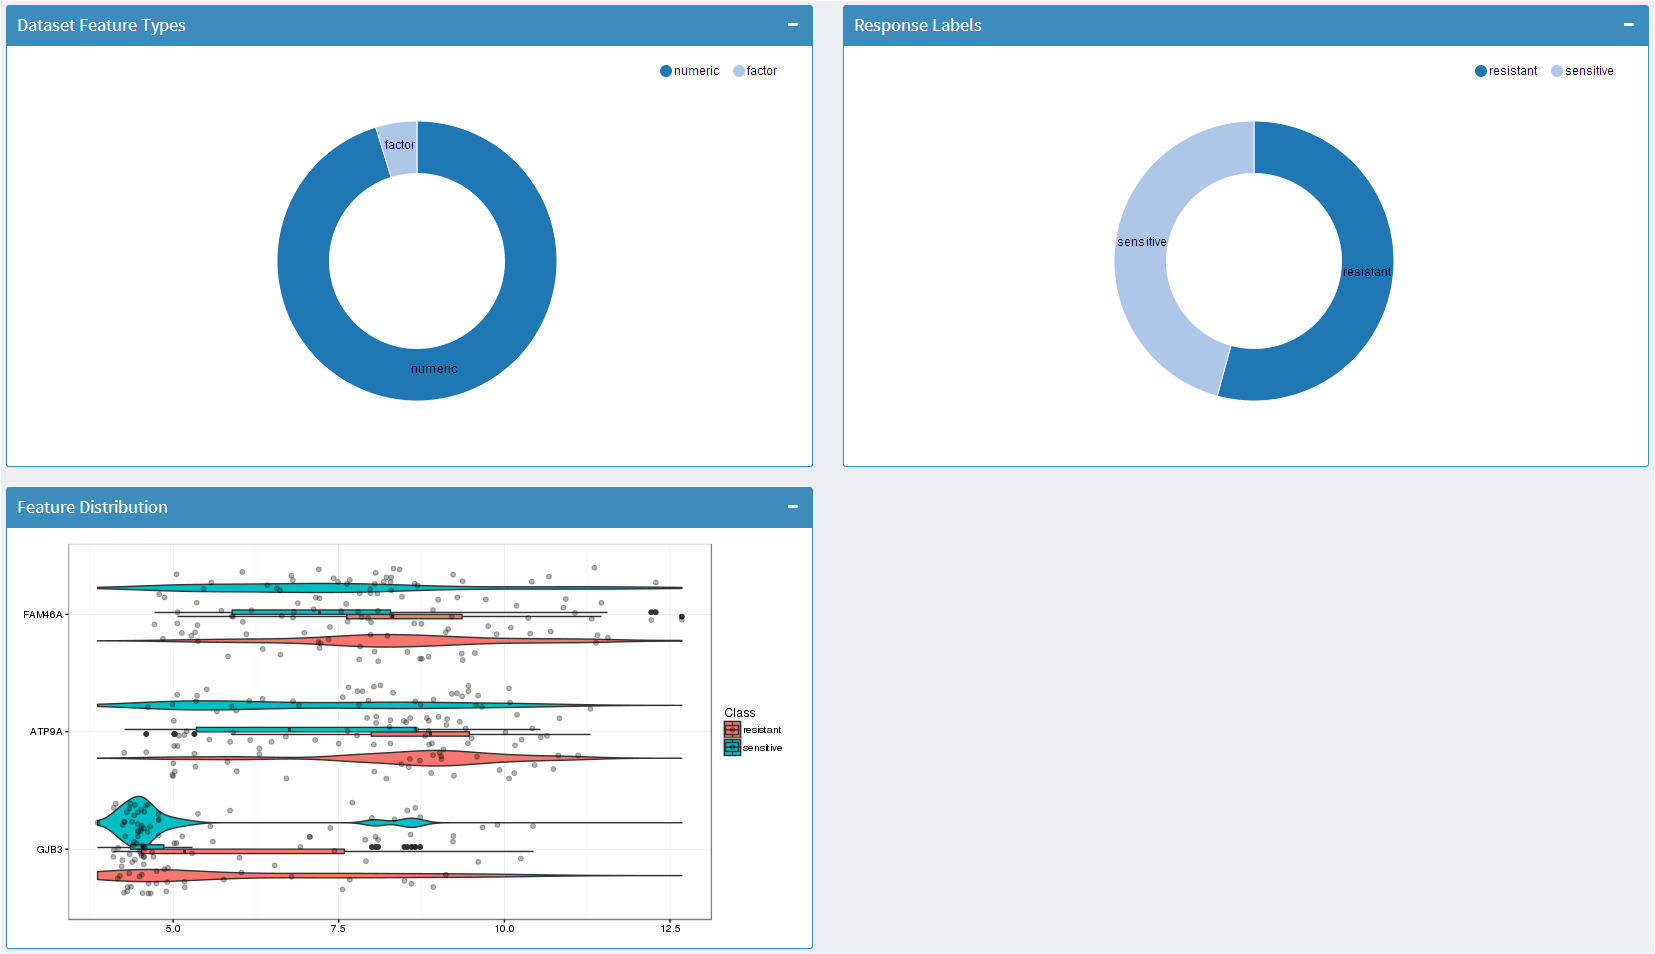 Dataset Feature Types
numeric factor
factor
numeric
Response Labels
resistant sensitive
sensitive
resistant
Feature Distribution
FAM46A
ATP9A
GJB3
5.0 7.5 10.0 12.5
Class
resistant
sensitive